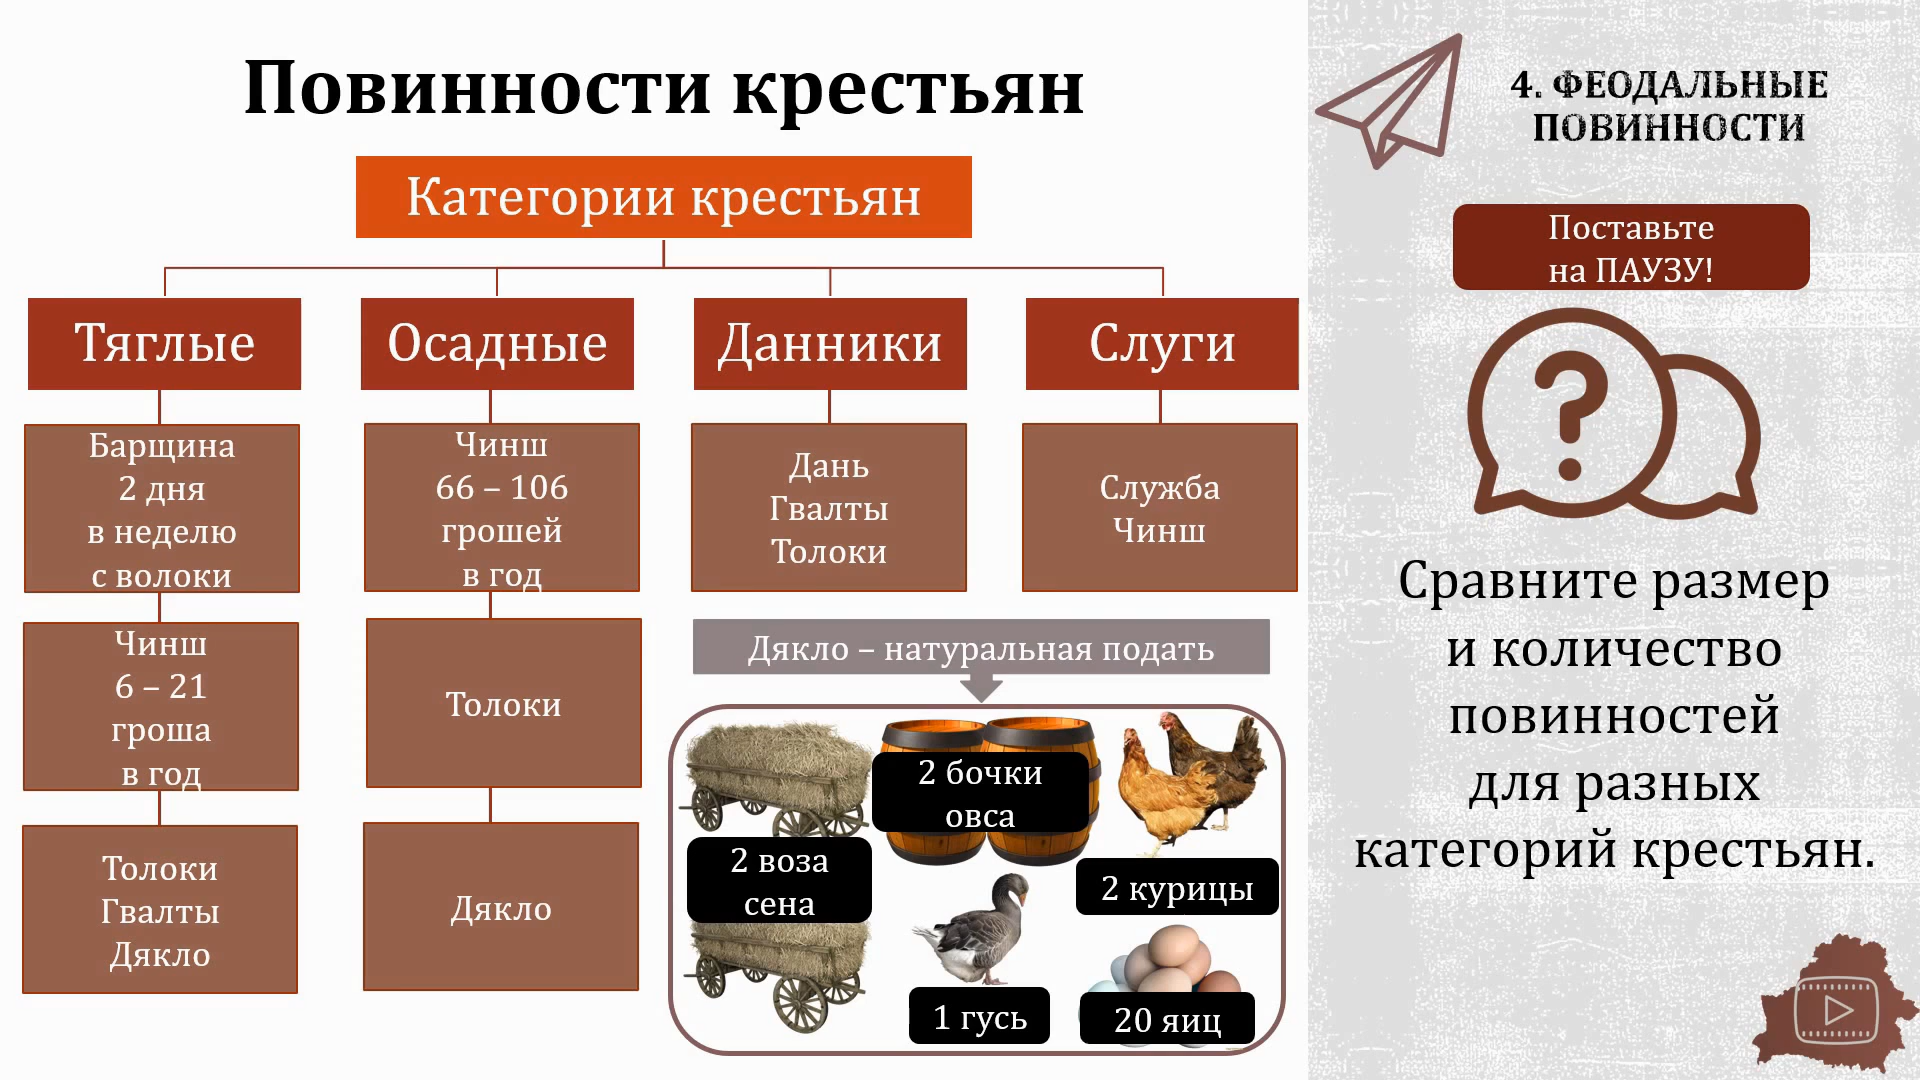 Повинности крестьян
Категории крестьян
Тяглые
Осадные
Данники
Слуги
Барщина
2 дня
в неделю
с волоки
Чинш
66 – 106
грошей
в год
Дань
Гвалты
Толоки
Служба
Чинш
Чинш
6 – 21
гроша
в год
Толоки
Толоки
Гвалты
Дякло
Дякло
Дякло – натуральная подать
2 бочки
овса
2 воза
сена
2 курицы
1 гусь
20 яиц
4. ФЕОДАЛЬНЫЕ
ПОВИННОСТИ
Поставьте
на ПАУЗУ!
Сравните размер
и количество
повинностей
для разных
категорий крестьян.